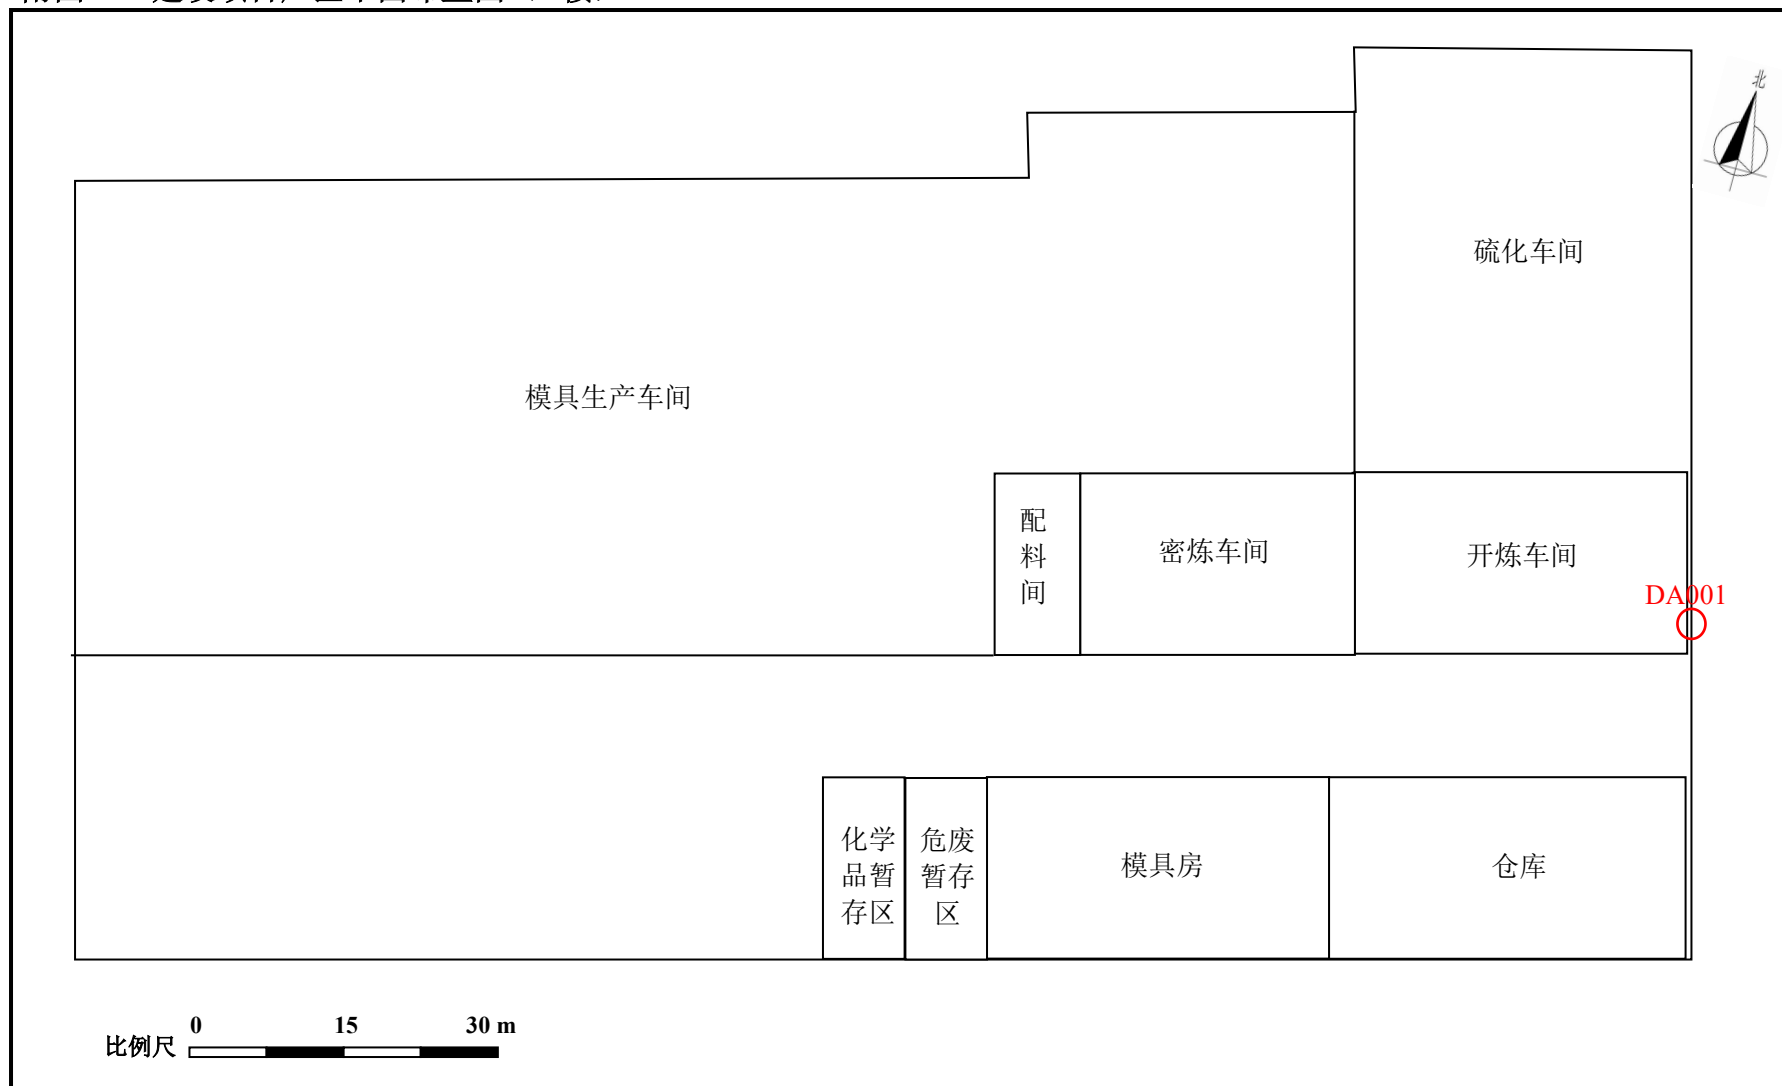 北
硫化车间
模具生产车间
配
料
间
密炼车间
开炼车间
DA001
化学
品暂
存区
危废
暂存
区
模具房
仓库
比例尺
0 15 30 m